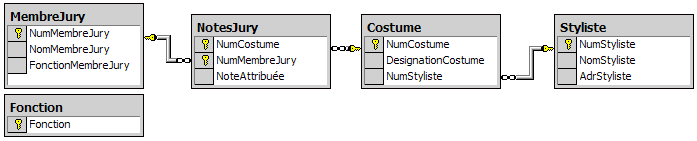 MembreJury
NumMembreJury
NomMembreJury
FonctionMembreJury
NotesJury
NumCostume
NumMembreJury
NoteAttribuée
Costume
NumCostume
DesignationCostume
NumStyliste
Styliste
NumStyliste
NomStyliste
AdrStyliste
Fonction
Fonction